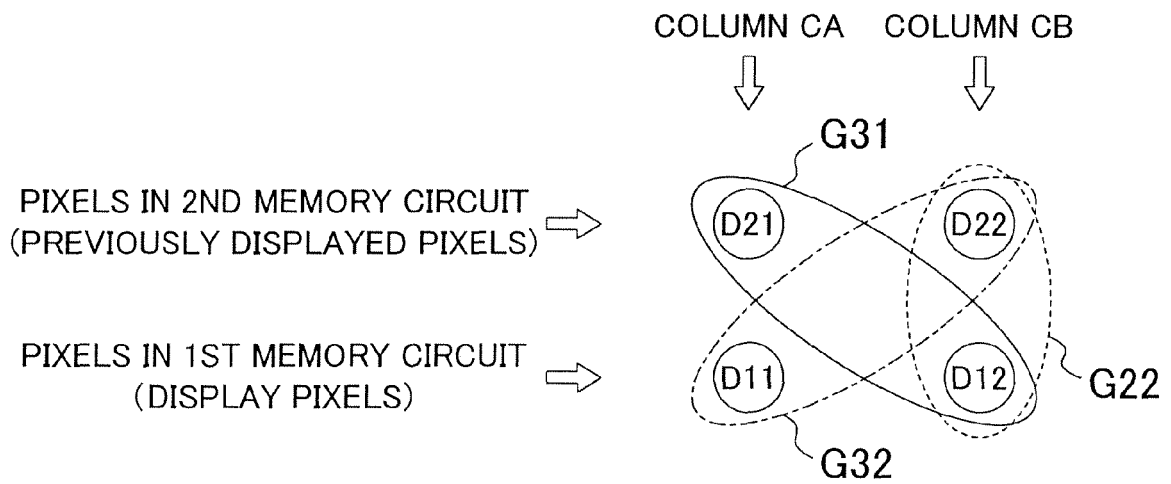 COLUMN CA COLUMN CB
G31
PIXELS IN 2ND MEMORY CIRCUIT
(PREVIOUSLY DISPLAYED PIXELS)
D21 D22
PIXELS IN 1ST MEMORY CIRCUIT
(DISPLAY PIXELS)
D11 D12
G22
G32